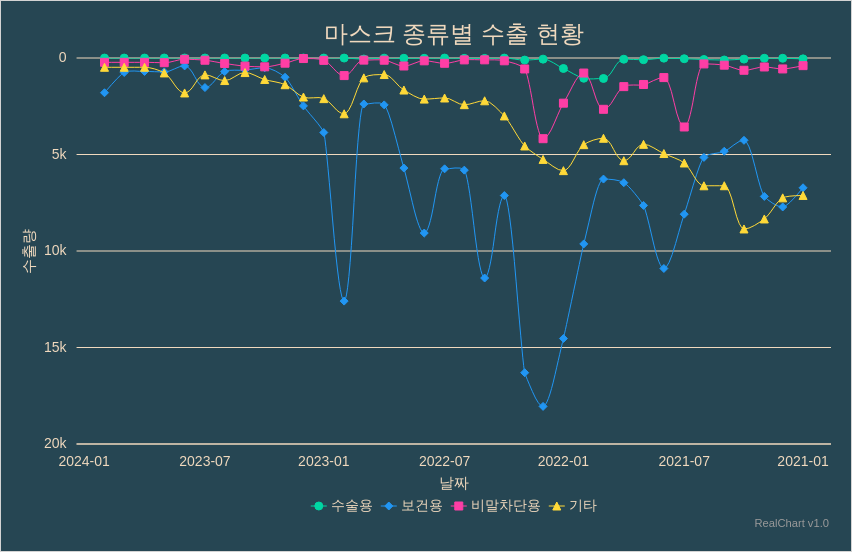 마스크 종류별 수출 현황
0
5k
10k
15k
20k
수출량
2024-01 2023-07 2023-01 2022-07 2022-01 2021-07 2021-01
날짜
수술용 보건용 비말차단용 기타
RealChart v1.0